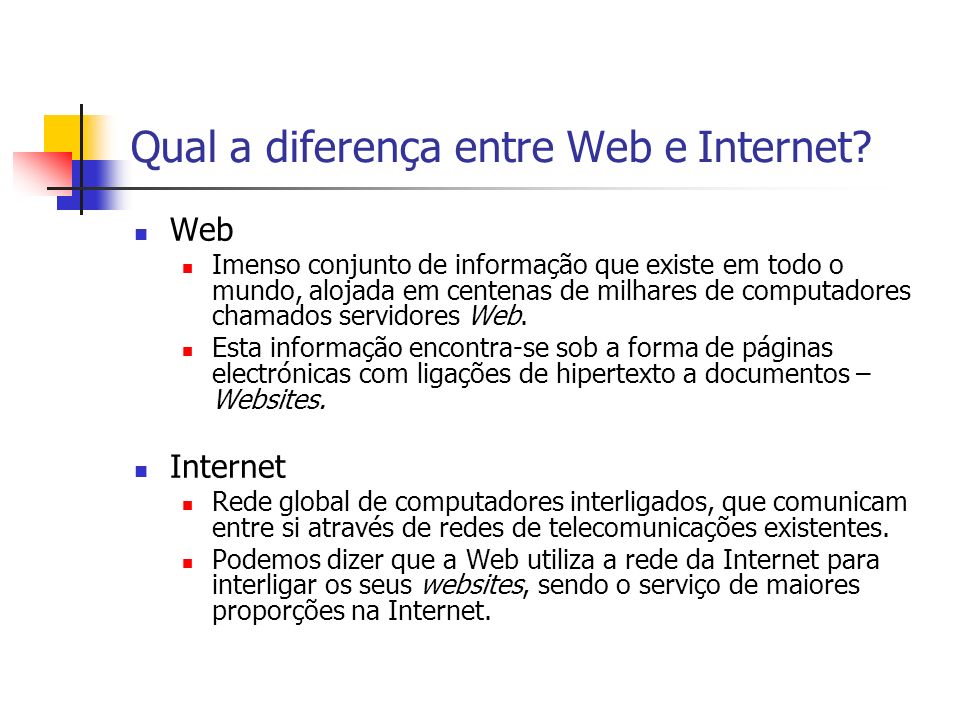 Qual a diferença entre Web e Internet?
Web
Imenso conjunto de informação que existe em todo o
mundo, alojada em centenas de milhares de computadores
chamados servidores Web.
Esta informação encontra-se sob a forma de páginas
electrónicas com ligações de hipertexto a documentos –
Websites.
Internet
Rede global de computadores interligados, que comunicam
entre si através de redes de telecomunicações existentes.
Podemos dizer que a Web utiliza a rede da Internet para
interligar os seus websites, sendo o serviço de maiores
proporções na Internet.